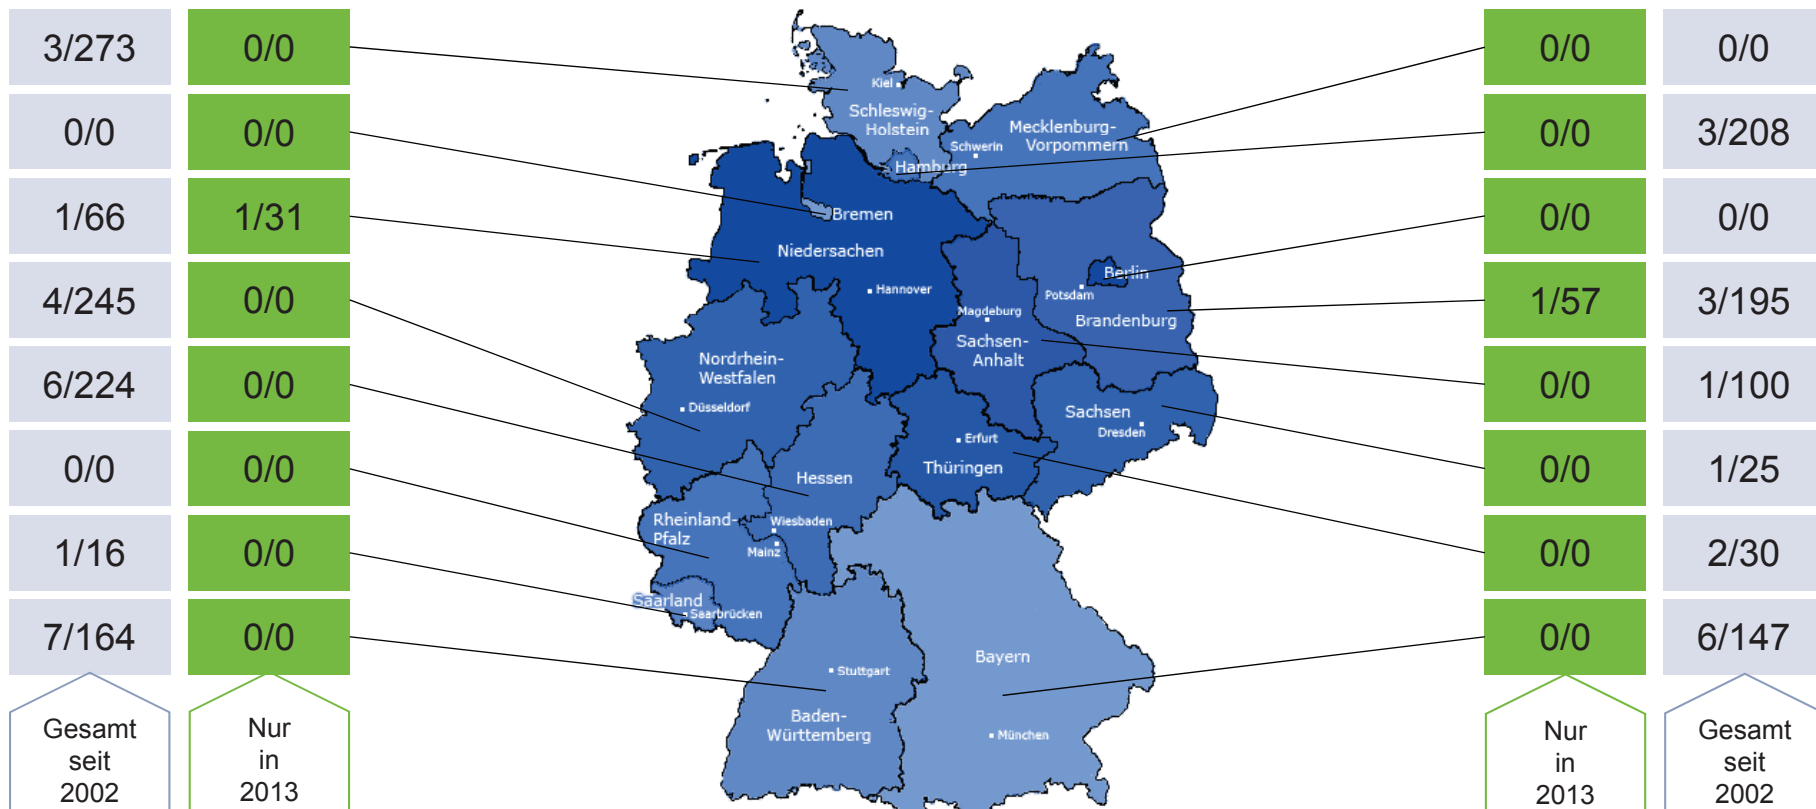 3/273 0/0 0/0 0/0
0/0 0/0 0/0 3/208
1/66 1/31 0/0 0/0
4/245 0/0 1/57 3/195
6/224 0/0 0/0 1/100
0/0 0/0 0/0 1/25
1/16 0/0 0/0 2/30
7/164 0/0 0/0 6/147
Gesamt
seit
2002
Nur
in
2013
Kiel
Schleswig-
Holstein
Mecklenburg-
Vorpommern
Schwerin
Hamburg
Bremen
Niedersachen
Hannover
Berlin
Potsdam
Brandenburg
Magdeburg
Sachsen-
Anhalt
Nordrhein-
Westfalen
Düsseldorf
Sachsen
Dresden
Erfurt
Thüringen
Hessen
Wiesbaden
Rheinland-
Pfalz
Mainz
Saarland
Saarbrücken
Stuttgart
Baden-
Württemberg
Bayern
München
Nur
in
2013
Gesamt
seit
2002